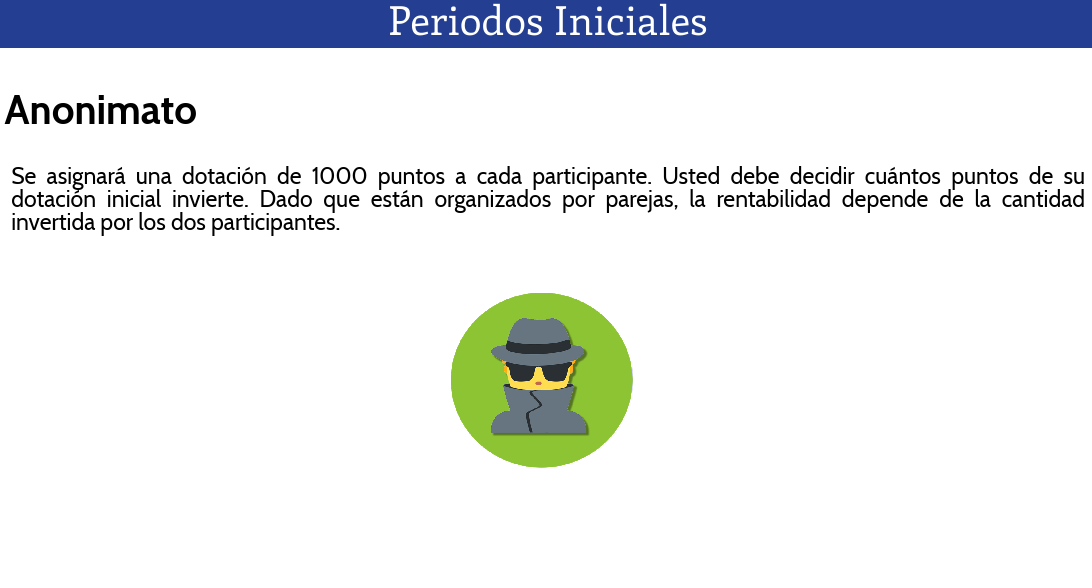 Periodos Iniciales
Anonimato
Se asignará una dotación de 1000 puntos a cada participante. Usted debe decidir cuántos puntos de su
dotación inicial invierte. Dado que están organizados por parejas, la rentabilidad depende de la cantidad
invertida por los dos participantes.